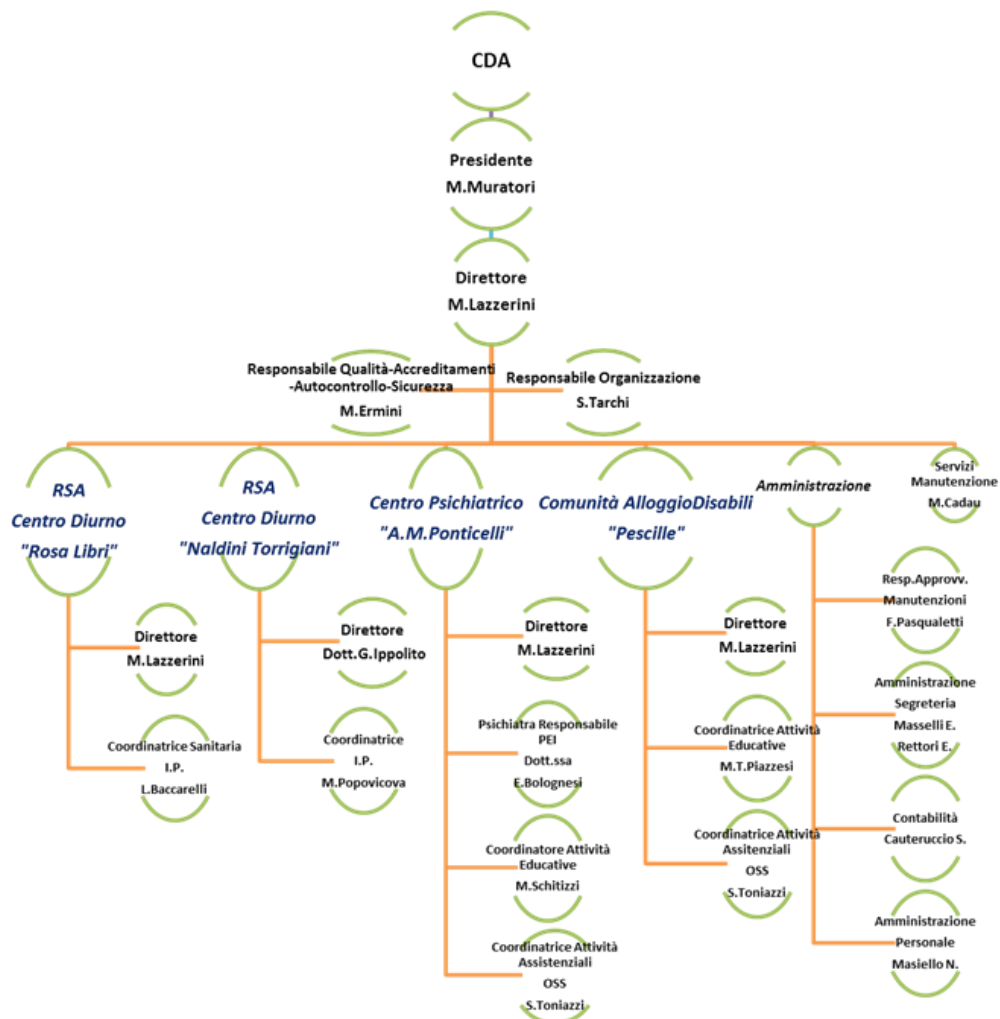 CDA
Presidente
M.Muratori
Direttore
M.Lazzerini
Responsabile Qualità-Accreditamenti
-Autocontrollo-Sicurezza
M.Ermini
Responsabile Organizzazione
S.Tarchi
RSA
Centro Diurno
"Rosa Libri"
RSA
Centro Diurno
"Naldini Torrigiani"
Centro Psichiatrico
"A.M.Ponticelli"
Comunità AlloggioDisabili
"Pescille"
Amministrazione
Servizi
Manutenzione
M.Cadau
Direttore
M.Lazzerini
Coordinatrice Sanitaria
I.P.
L.Baccarelli
Direttore
Dott.G.Ippolito
Coordinatrice
I.P.
M.Popovicova
Direttore
M.Lazzerini
Psichiatra Responsabile
PEI
Dott.ssa
E.Bolognesi
Coordinatore Attività
Educative
M.Schitizzi
Coordinatrice Attività
Assistenziali
OSS
S.Toniazzi
Direttore
M.Lazzerini
Coordinatrice Attività
Educative
M.T.Piazzesi
Coordinatrice Attività
Assitenziali
OSS
S.Toniazzi
Resp.Approvv.
Manutenzioni
F.Pasqualetti
Amministrazione
Segreteria
Masselli E.
Rettori E.
Contabilità
Cauteruccio S.
Amministrazione
Personale
Masiello N.